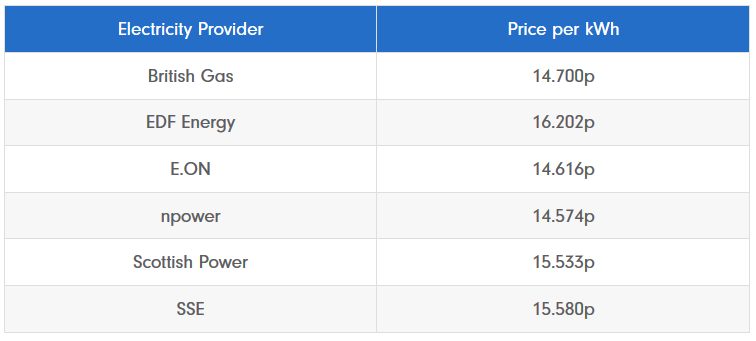 Electricity Provider Price per kWh
British Gas 14.700p
EDF Energy 16.202p
E.ON 14.616p
npower 14.574p
Scottish Power 15.533p
SSE 15.580p